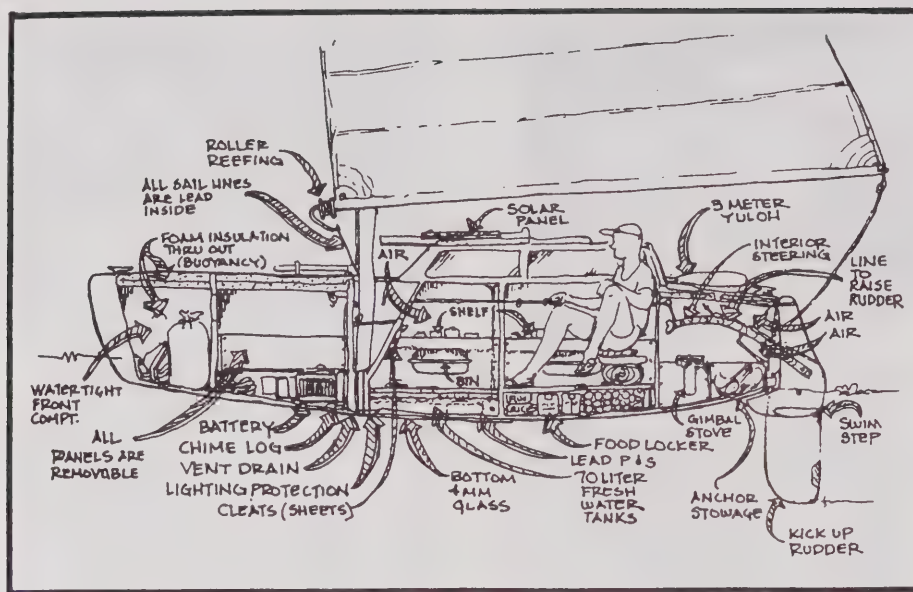 ROLLER
REEFING
ALL SAIL LINES
ARE LEAD
INSIDE
FOAM INSULATION
THRU OUT
(BUOYANCY)
AIR
SOLAR
PANEL
3 METER
YULOH
INTERIOR
STEERING
LINE
TO
RAISE
RUDDER
AIR
AIR
SHELF
BIN
WATERTIGHT
FRONT
COMPT.
ALL
PANELS ARE
REMOVABLE
BATTERY
CHIME LOG
VENT DRAIN
LIGHTING PROTECTION
CLEATS (SHEETS)
BOTTOM
4MM
GLASS
FOOD LOCKER
LEAD P & S
70 LITER
FRESH
WATER
TANKS
GIMBAL
STOVE
ANCHOR
STOWAGE
SWIM
STEP
KICK UP
RUDDER